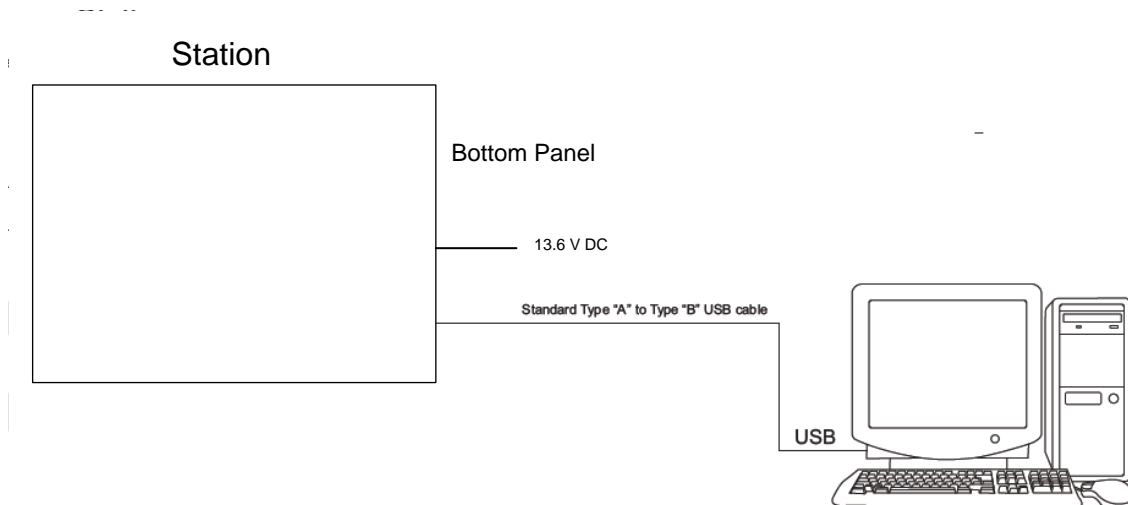 Station
Bottom Panel
13.6 V DC
Standard Type "A" to Type "B" USB cable
USB